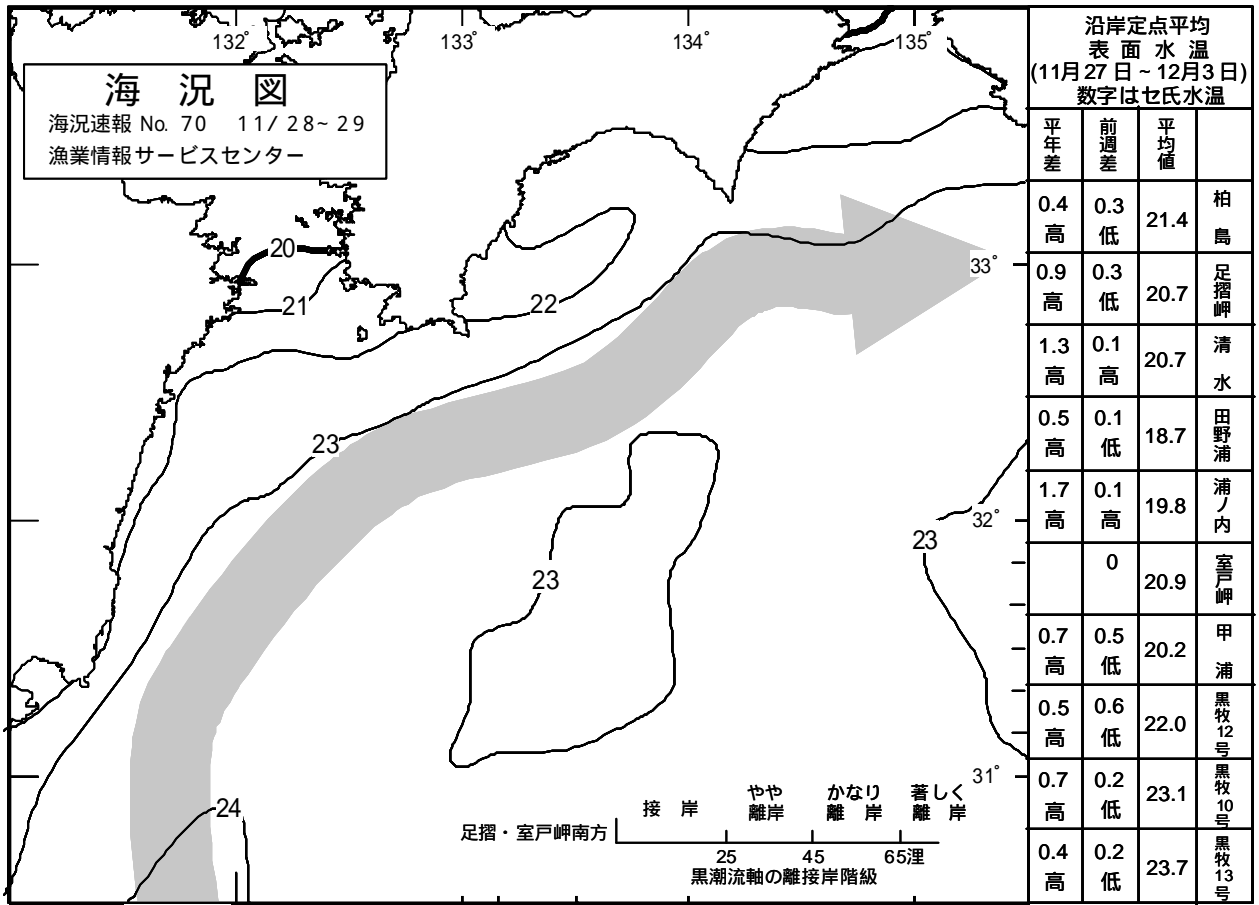 132°
133°
134°
135°
海況図
海況速報 No. 70 11/28~29
漁業情報サービスセンター
20
21
22
23
23
23
24
33°
32°
31°
接岸
やや離岸
かなり離岸
著しく離岸
足摺・室戸岬南方
25 45 65浬
黒潮流軸の離接岸階級
沿岸定点平均
表面水温
(11月27日~12月3日)
数字はセ氏水温
平年差 前週差 平均値
0.4高 0.3低 21.4 柏島
0.9高 0.3低 20.7 足摺岬
1.3高 0.1高 20.7 清水
0.5高 0.1低 18.7 田野浦
1.7高 0.1高 19.8 浦ノ内
0 20.9 室戸岬
0.7高 0.5低 20.2 甲浦
0.5高 0.6低 22.0 黒牧12号
0.7高 0.2低 23.1 黒牧10号
0.4高 0.2低 23.7 黒牧13号